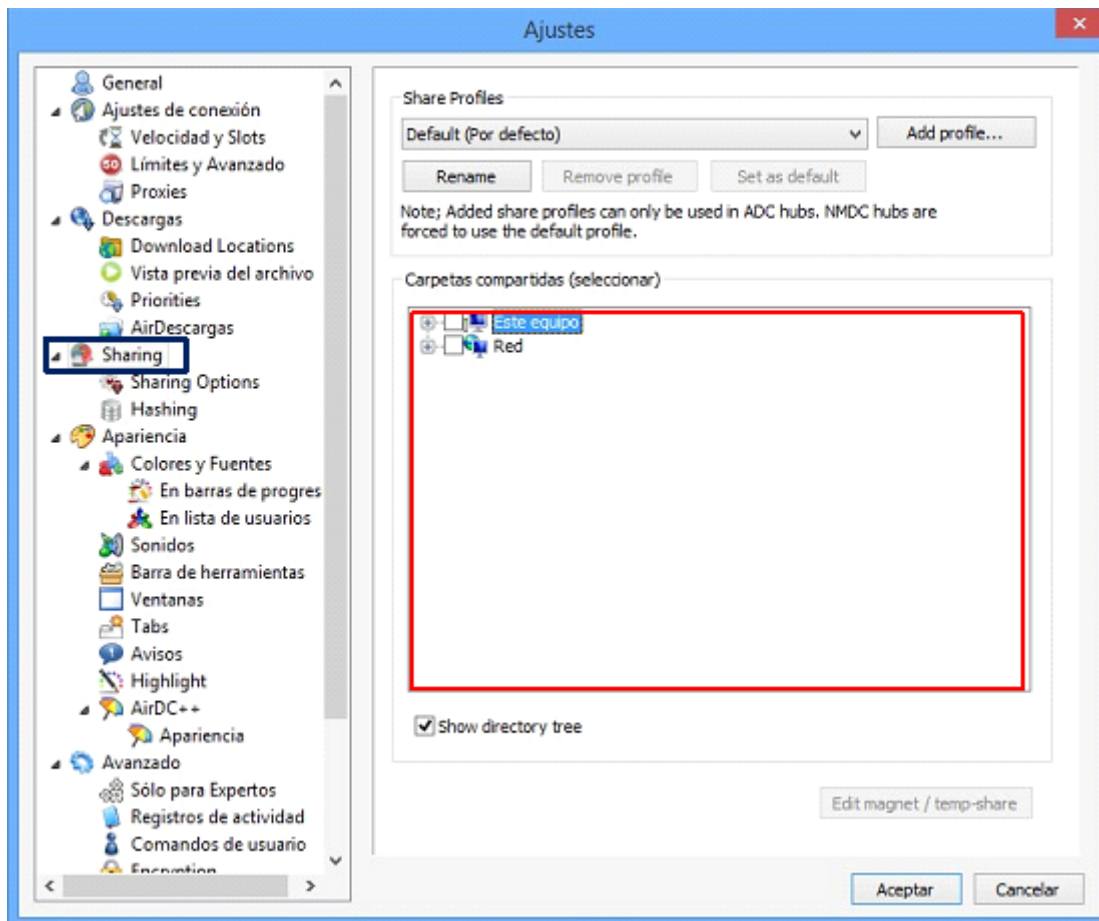 Ajustes
General
Ajustes de conexión
Velocidad y Slots
Límites y Avanzado
Proxies
Descargas
Download Locations
Vista previa del archivo
Priorities
AirDescargas
Sharing
Sharing Options
Hashing
Apariencia
Colores y Fuentes
En barras de progres
En lista de usuarios
Sonidos
Barra de herramientas
Ventanas
Tabs
Avisos
Highlight
AirDC++
Apariencia
Avanzado
Sólo para Expertos
Registros de actividad
Comandos de usuario
Encryption
Share Profiles
Default (Por defecto)
Add profile...
Rename
Remove profile
Set as default
Note; Added share profiles can only be used in ADC hubs. NMDC hubs are
forced to use the default profile.
Carpetas compartidas (seleccionar)
Este equipo
Red
Show directory tree
Edit magnet / temp-share
Aceptar
Cancelar